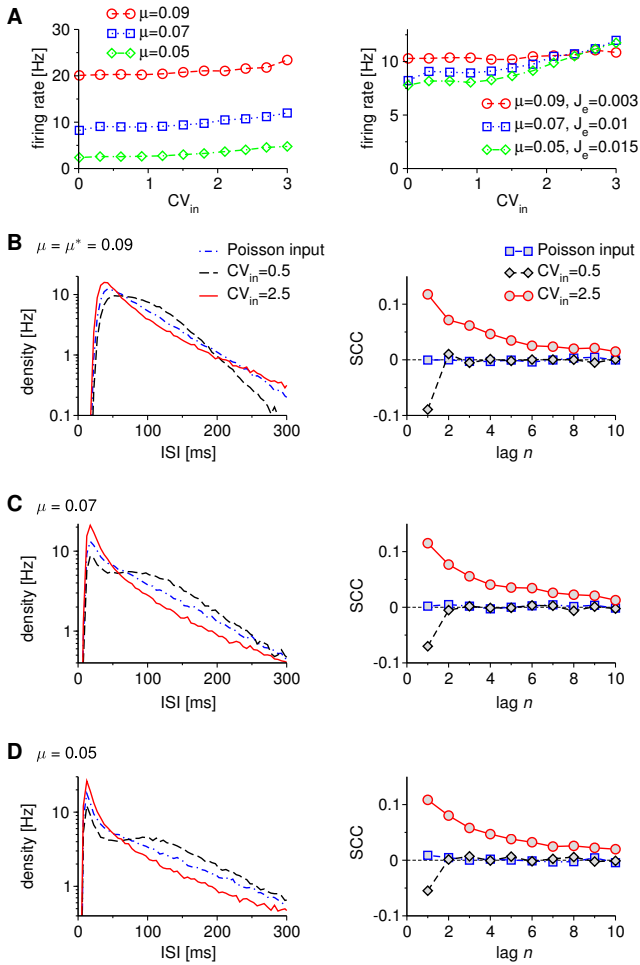 A
μ=0.09
μ=0.07
μ=0.05
firing rate [Hz]
30
20
10
0
0 1 2 3
CV_in
firing rate [Hz]
10
5
0
μ=0.09, J_e=0.003
μ=0.07, J_e=0.01
μ=0.05, J_e=0.015
0 1 2 3
CV_in
B
μ = μ* = 0.09
Poisson input
CV_in=0.5
CV_in=2.5
density [Hz]
10
1
0.1
0 100 200 300
ISI [ms]
Poisson input
CV_in=0.5
CV_in=2.5
SCC
0.1
0
-0.1
0 2 4 6 8 10
lag n
C
μ = 0.07
density [Hz]
10
1
0 100 200 300
ISI [ms]
SCC
0.1
0
-0.1
0 2 4 6 8 10
lag n
D
μ = 0.05
density [Hz]
10
1
0 100 200 300
ISI [ms]
SCC
0.1
0
-0.1
0 2 4 6 8 10
lag n